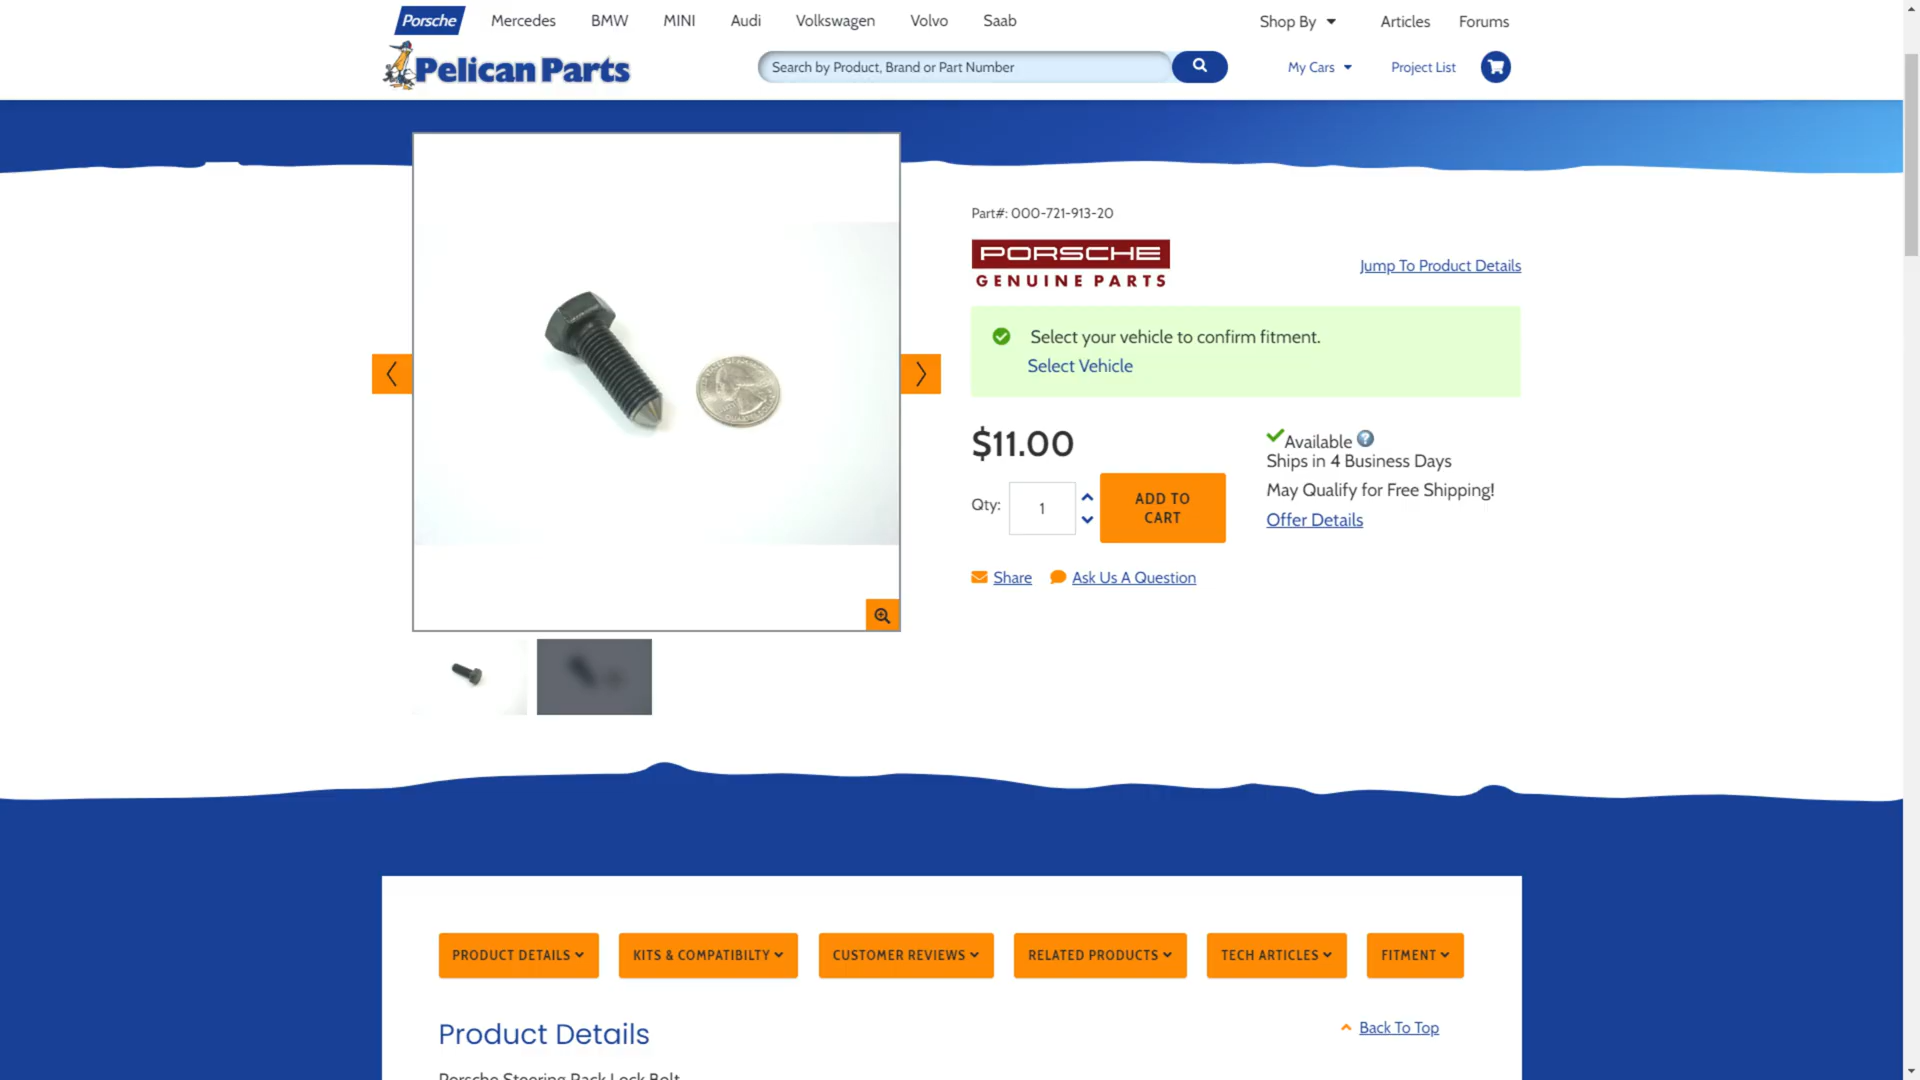 Porsche Mercedes BMW MINI Audi Volkswagen Volvo Saab Shop By Articles Forums
Pelican Parts
Search by Product, Brand or Part Number
My Cars Project List
Part#: 000-721-913-20
PORSCHE
GENUINE PARTS
Jump To Product Details
Select your vehicle to confirm fitment.
Select Vehicle
$11.00
Available ?
Ships in 4 Business Days
May Qualify for Free Shipping!
Offer Details
Qty: 1
ADD TO
CART
Share Ask Us A Question
PRODUCT DETAILS KITS & COMPATIBILTY CUSTOMER REVIEWS RELATED PRODUCTS TECH ARTICLES FITMENT
Product Details
Back To Top
Porsche Steering Rack Lock Bolt